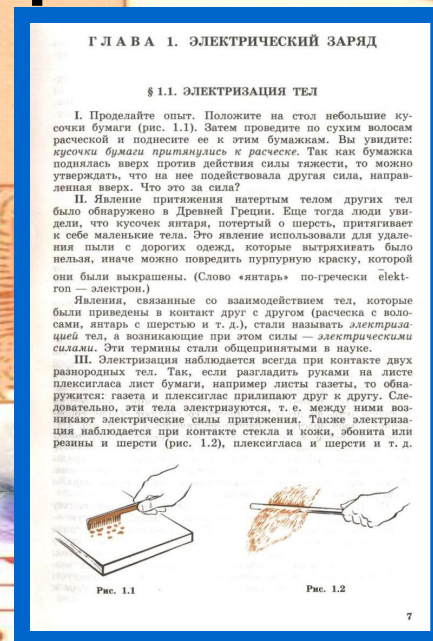 ГЛАВА 1. ЭЛЕКТРИЧЕСКИЙ ЗАРЯД
§ 1.1. ЭЛЕКТРИЗАЦИЯ ТЕЛ
I. Проделайте опыт. Положите на стол небольшие ку-
сочки бумаги (рис. 1.1). Затем проведите по сухим волосам
расческой и поднесите ее к этим бумажкам. Вы увидите:
кусочки бумаги притянулись к расческе. Так как бумажка
поднялась вверх против действия силы тяжести, то можно
утверждать, что на нее подействовала другая сила, направ-
ленная вверх. Что это за сила?
II. Явление притяжения натертым телом других тел
было обнаружено в Древней Греции. Еще тогда люди уви-
дели, что кусочек янтаря, потертый о шерсть, притягивает
к себе маленькие тела. Это явление использовали для удале-
ния пыли с дорогих одежд, которые вытряхивать было
нельзя, иначе можно повредить пурпурную краску, которой
они были выкрашены. (Слово «янтарь» по-гречески ēlekt-
ron — электрон.)
Явления, связанные со взаимодействием тел, которые
были приведены в контакт друг с другом (расческа с воло-
сами, янтарь с шерстью и т. д.), стали называть электриза-
цией тел, а возникающие при этом силы — электрическими
силами. Эти термины стали общепринятыми в науке.
III. Электризация наблюдается всегда при контакте двух
разнородных тел. Так, если разгладить руками на листе
плексигласа лист бумаги, например листы газеты, то обна-
ружится: газета и плексиглас прилипают друг к другу. Сле-
довательно, эти тела электризуются, т. е. между ними воз-
никают электрические силы притяжения. Также электриза-
ция наблюдается при контакте стекла и кожи, эбонита или
резины и шерсти (рис. 1.2), плексигласа и шерсти и т. д.
Рис. 1.1
Рис. 1.2
7